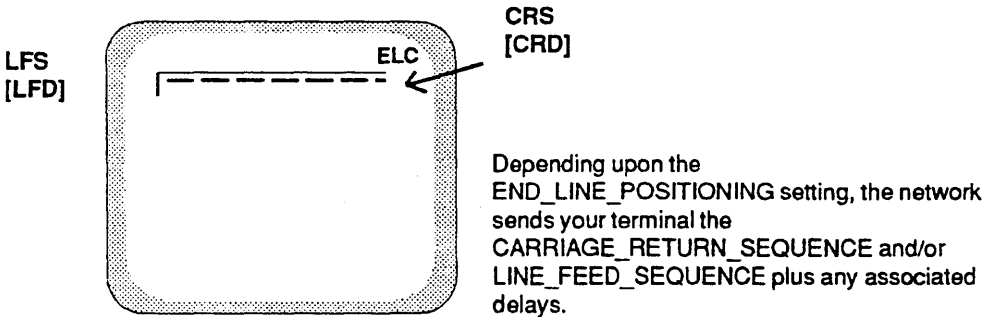 LFS
[LFD]
ELC
CRS
[CRD]
Depending upon the
END_LINE_POSITIONING setting, the network
sends your terminal the
CARRIAGE_RETURN_SEQUENCE and/or
LINE_FEED_SEQUENCE plus any associated
delays.